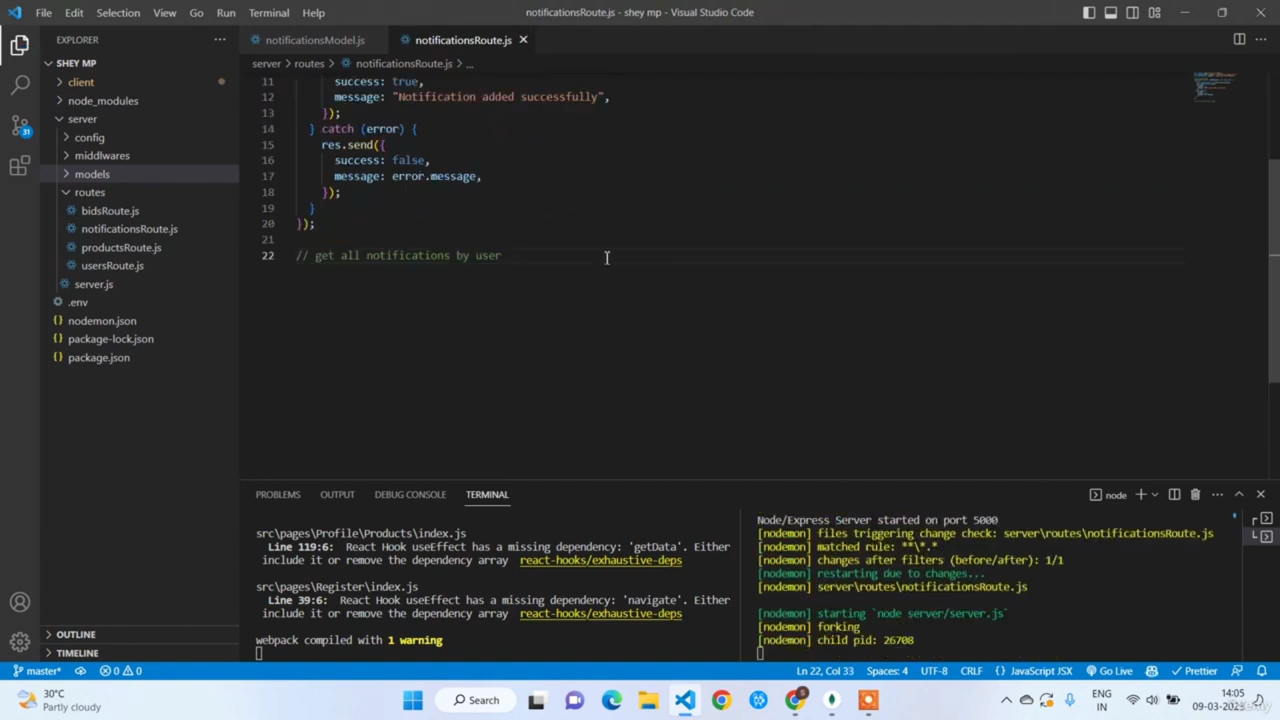 File Edit Selection View Go Run Terminal Help
notificationsRoute.js - shey mp - Visual Studio Code
EXPLORER
SHEY MP
client
node_modules
server
config
middlwares
models
routes
bidsRoute.js
notificationsRoute.js
productsRoute.js
usersRoute.js
server.js
.env
nodemon.json
package-lock.json
package.json
OUTLINE
TIMELINE
31
notificationsModel.js
notificationsRoute.js
server > routes > notificationsRoute.js > ...
11 success: true,
12 message: "Notification added successfully",
13 });
14 } catch (error) {
15 res.send({
16 success: false,
17 message: error.message,
18 });
19 }
20 });
21
22 // get all notifications by user
PROBLEMS OUTPUT DEBUG CONSOLE TERMINAL
node
src\pages\Profile\Products\index.js
Line 119:6: React Hook useEffect has a missing dependency: 'getData'. Either
include it or remove the dependency array react-hooks/exhaustive-deps
src\pages\Register\index.js
Line 39:6: React Hook useEffect has a missing dependency: 'navigate'. Either
include it or remove the dependency array react-hooks/exhaustive-deps
webpack compiled with 1 warning
Node/Express Server started on port 5000
[nodemon] files triggering change check: server\routes\notificationsRoute.js
[nodemon] matched rule: **\*.*
[nodemon] changes after filters (before/after): 1/1
[nodemon] restarting due to changes...
[nodemon] server\routes\notificationsRoute.js
[nodemon] starting `node server/server.js`
[nodemon] forking
[nodemon] child pid: 26708
master* 0 0
Ln 22, Col 33 Spaces: 4 UTF-8 CRLF {} JavaScript JSX Go Live Prettier
30°C
Partly cloudy
Search
ENG
IN
14:05
09-03-2023